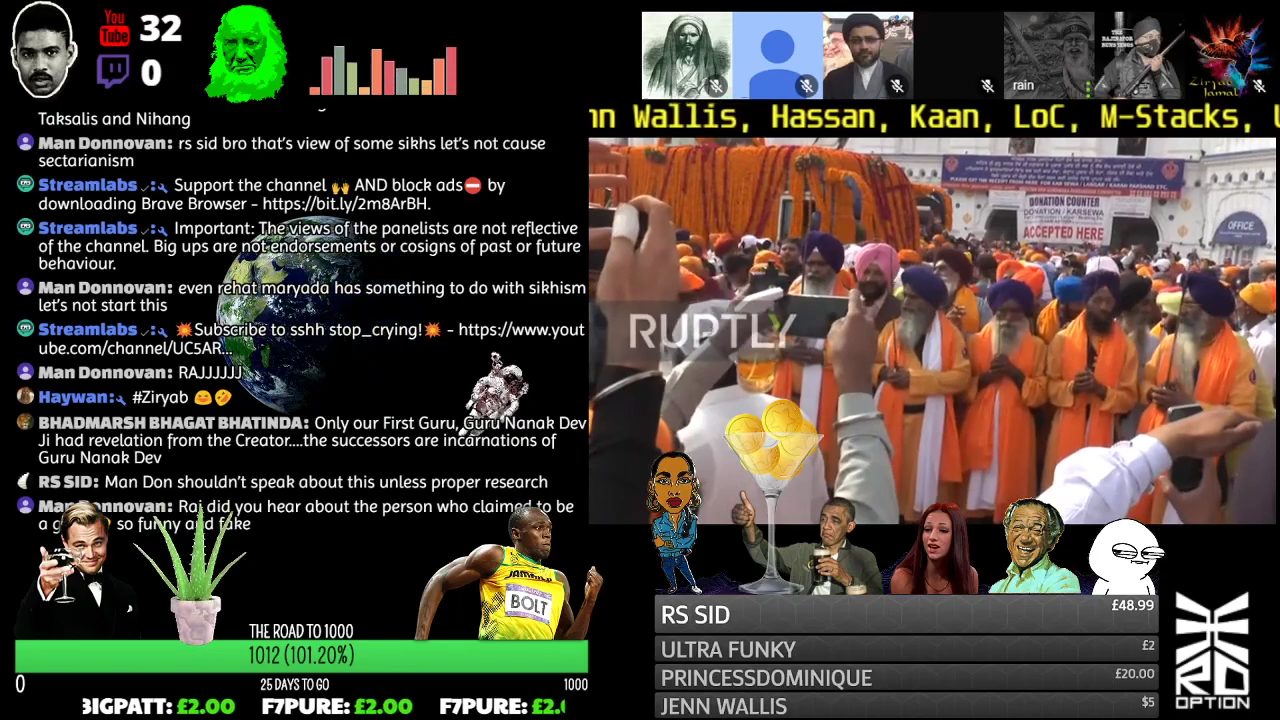 You
Tube 32
0
Taksalis and Nihang
Man Donnovan: rs sid bro that's view of some sikhs let's not cause
sectarianism
Streamlabs Support the channel 🙌 AND block ads⛔ by
downloading Brave Browser - https://bit.ly/2m8ArBH.
Streamlabs Important: The views of the panelists are not reflective
of the channel. Big ups are not endorsements or cosigns of past or future
behaviour.
Man Donnovan: even rehat maryada has something to do with sikhism
let's not start this
Streamlabs 💥Subscribe to sshh stop_crying!💥 - https://www.yout
ube.com/channel/UC5AR...
Man Donnovan: RAJJJJJJ
Haywan: #Ziryab
BHADMARSH BHAGAT BHATINDA: Only our First Guru, Guru Nanak Dev
Ji had revelation from the Creator....the successors are incarnations of
Guru Nanak Dev
RS SID: Man Don shouldn't speak about this unless proper research
Man Donnovan: Raj did you hear about the person who claimed to be
so funny and fake
JAMAICA
BOLT
THE ROAD TO 1000
1012 (101.20%)
0
25 DAYS TO GO
1000
BIGPATT: £2.00 F7PURE: £2.00 F7PURE: £2.0
rain
Ziryab
Jamal
nn Wallis, Hassan, Kaan, LoC, M-Stacks,
DONATION COUNTER
DONATION / KARSEWA
ACCEPTED HERE
OFFICE
RUPTLY
RS SID £48.99
ULTRA FUNKY £2
PRINCESSDOMINIQUE £20.00
JENN WALLIS $5
OPTION